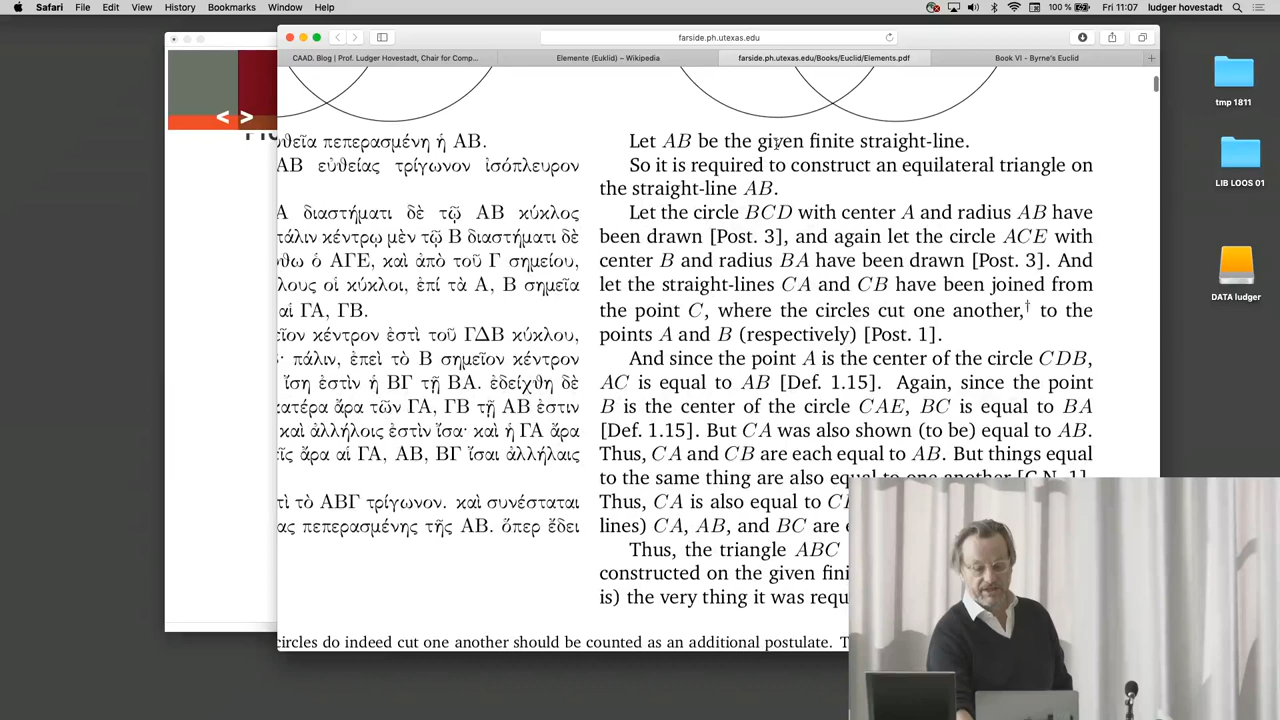 Safari File Edit View History Bookmarks Window Help
100 % Fri 11:07 ludger hovestadt
farside.ph.utexas.edu
CAAD. Blog | Prof. Ludger Hovestadt, Chair for Comp...
Elemente (Euklid) – Wikipedia
farside.ph.utexas.edu/Books/Euclid/Elements.pdf
Book VI - Byrne's Euclid
< >
tmp 1811
LIB LOOS 01
DATA ludger
εὐθεῖα πεπερασμένη ἡ ΑΒ.
ΑΒ εὐθείας τρίγωνον ἰσόπλευρον
Α διαστήματι δὲ τῷ ΑΒ κύκλος
πάλιν κέντρῳ μὲν τῷ Β διαστήματι δὲ
ὁ ΑΓΕ, καὶ ἀπὸ τοῦ Γ σημείου,
οἱ κύκλοι, ἐπί τὰ Α, Β σημεῖα
αἱ ΓΑ, ΓΒ.
κέντρον ἐστὶ τοῦ ΓΔΒ κύκλου,
πάλιν, ἐπεὶ τὸ Β σημεῖον κέντρον
ἴση ἐστὶν ἡ ΒΓ τῇ ΒΑ. ἐδείχθη δὲ
ἄρα τῶν ΓΑ, ΓΒ τῇ ΑΒ ἐστιν
καὶ ἀλλήλοις ἐστὶν ἴσα· καὶ ἡ ΓΑ ἄρα
ἄρα αἱ ΓΑ, ΑΒ, ΒΓ ἴσαι ἀλλήλαις
τὸ ΑΒΓ τρίγωνον. καὶ συνέσταται
πεπερασμένης τῆς ΑΒ. ὅπερ ἔδει
Let AB be the given finite straight-line.
So it is required to construct an equilateral triangle on
the straight-line AB.
Let the circle BCD with center A and radius AB have
been drawn [Post. 3], and again let the circle ACE with
center B and radius BA have been drawn [Post. 3]. And
let the straight-lines CA and CB have been joined from
the point C, where the circles cut one another,† to the
points A and B (respectively) [Post. 1].
And since the point A is the center of the circle CDB,
AC is equal to AB [Def. 1.15]. Again, since the point
B is the center of the circle CAE, BC is equal to BA
[Def. 1.15]. But CA was also shown (to be) equal to AB.
Thus, CA and CB are each equal to AB. But things equal
to the same thing are also equal to one another [C.N. 1].
Thus, CA is also equal to
lines) CA, AB, and BC are
Thus, the triangle ABC
constructed on the given
is) the very thing it was
circles do indeed cut one another should be counted as an additional postulate.